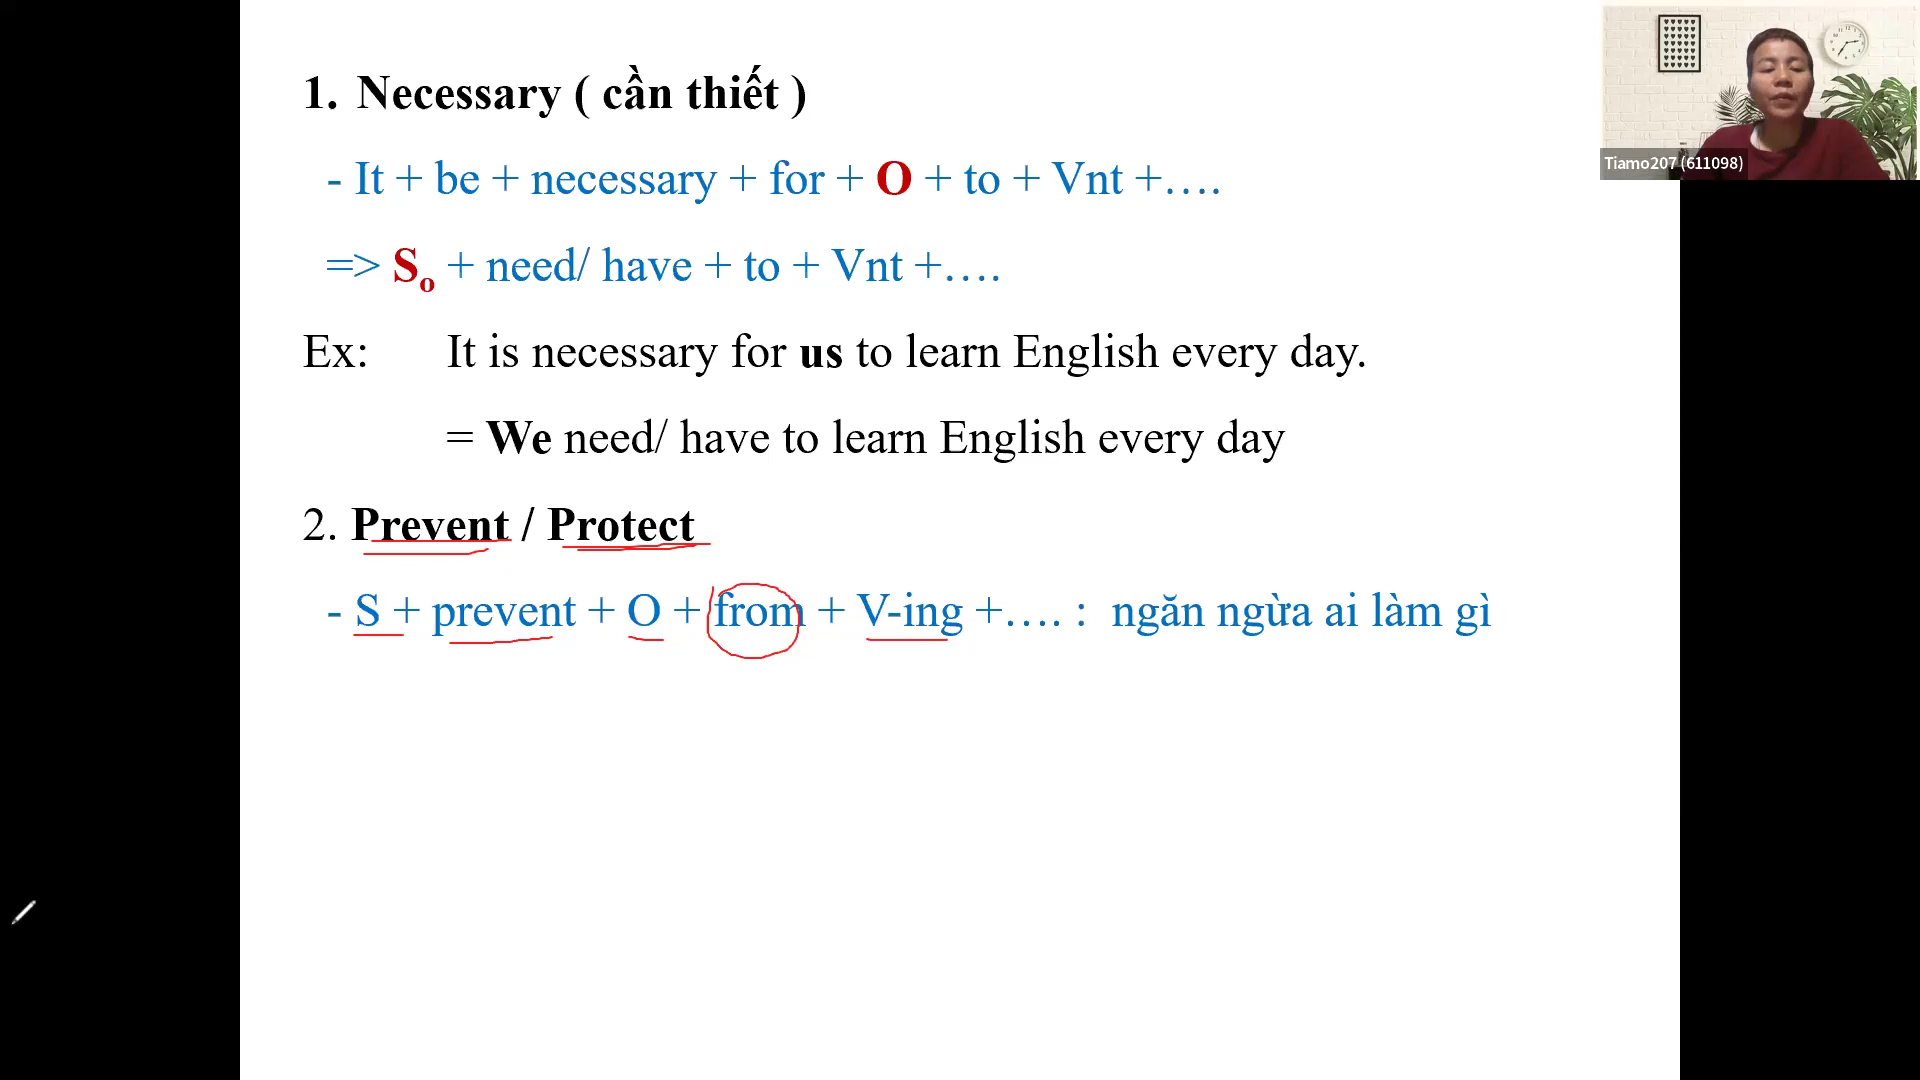 1. Necessary ( cần thiết )
- It + be + necessary + for + O + to + Vnt +….
=> So + need/ have + to + Vnt +….
Ex: It is necessary for us to learn English every day.
= We need/ have to learn English every day
2. Prevent / Protect
- S + prevent + O + from + V-ing +…. : ngăn ngừa ai làm gì
Tiamo207 (611098)